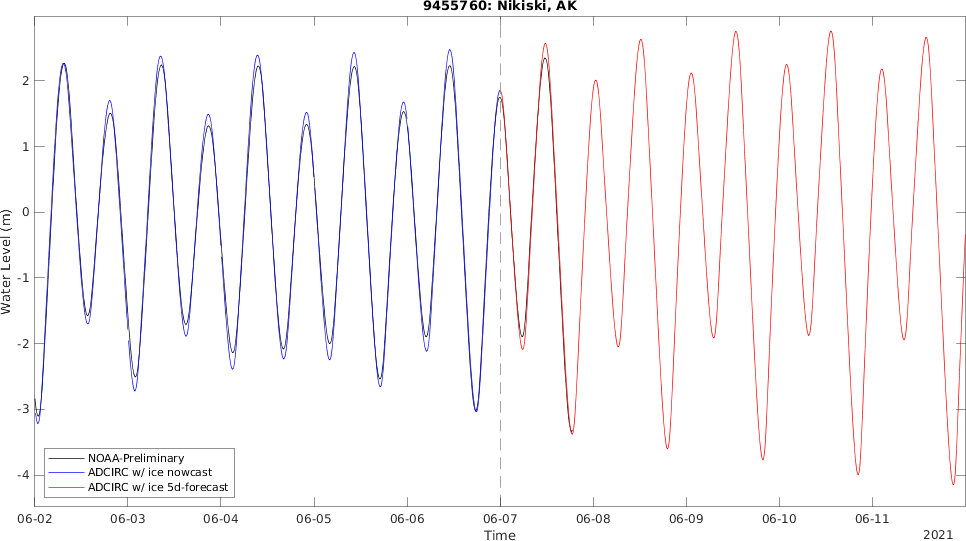 9455760: Nikiski, AK
Water Level (m)
2
1
0
-1
-2
-3
-4
NOAA-Preliminary
ADCIRC w/ ice nowcast
ADCIRC w/ ice 5d-forecast
06-02 06-03 06-04 06-05 06-06 06-07 06-08 06-09 06-10 06-11
Time
2021